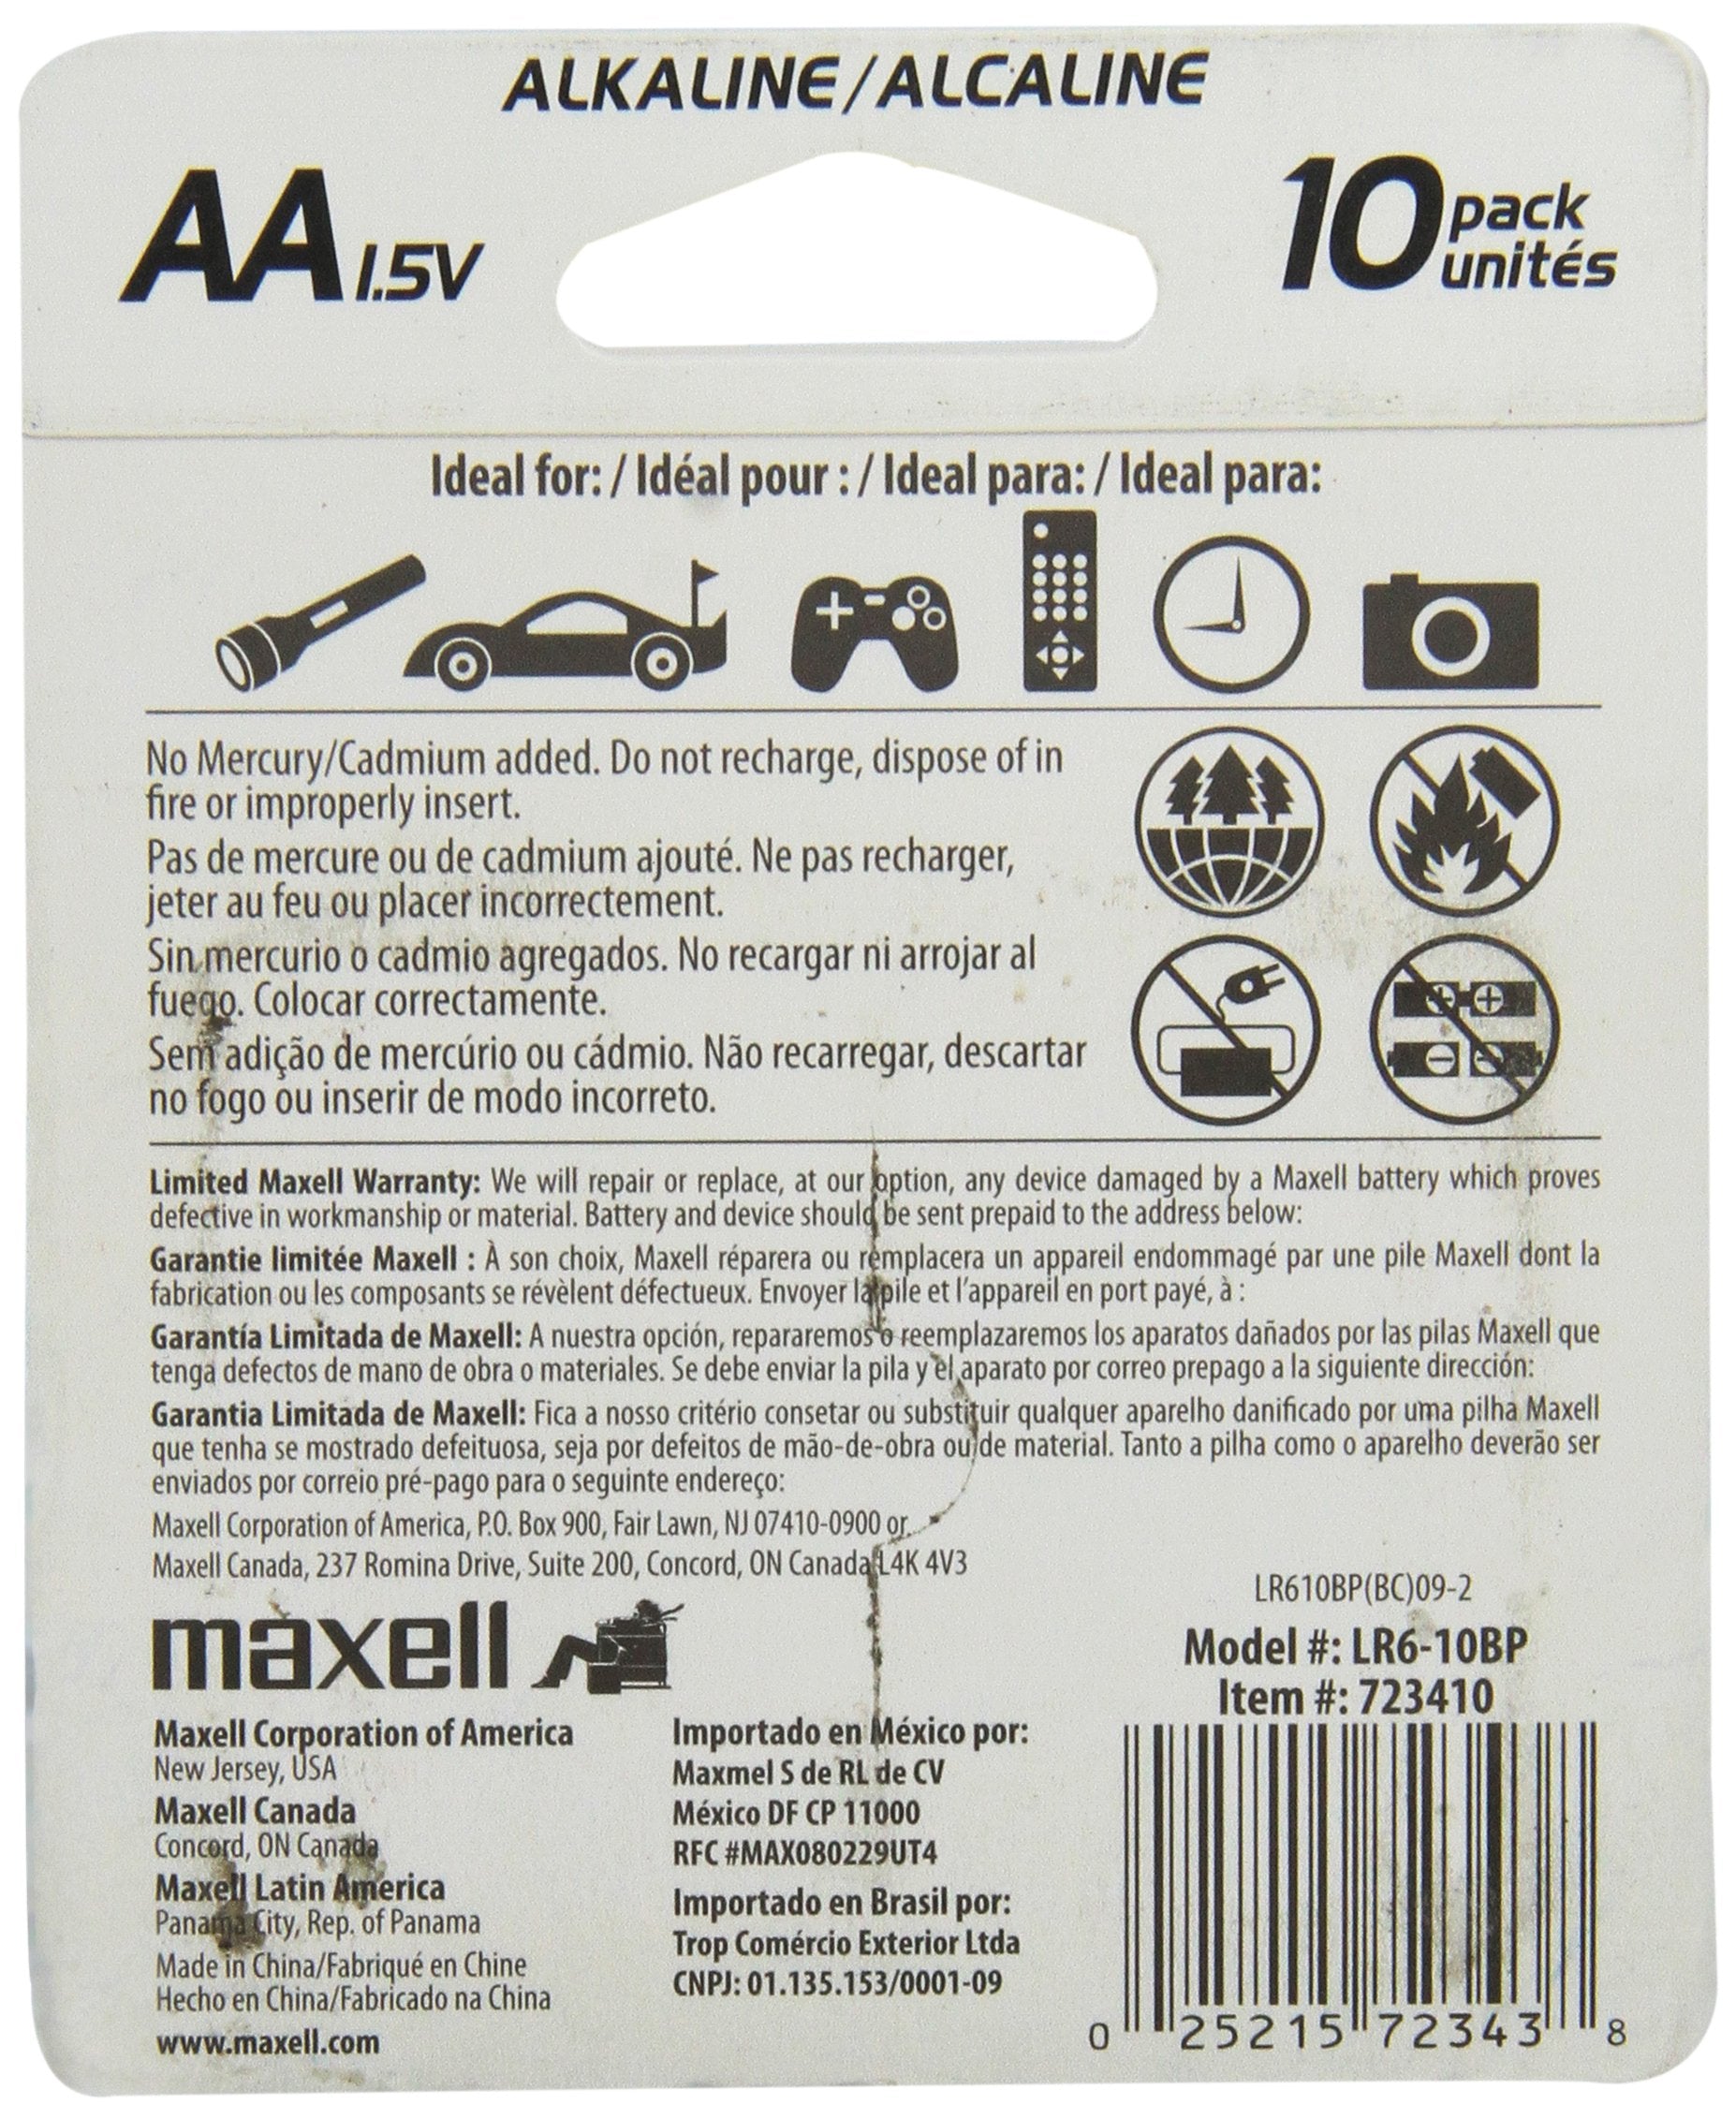 ALKALINE/ALCALINE
AA 1.5V
10 pack
unités
Ideal for: / Idéal pour : / Ideal para: / Ideal para:
No Mercury/Cadmium added. Do not recharge, dispose of in
fire or improperly insert.
Pas de mercure ou de cadmium ajouté. Ne pas recharger,
jeter au feu ou placer incorrectement.
Sin mercurio o cadmio agregados. No recargar ni arrojar al
fuego. Colocar correctamente.
Sem adição de mercúrio ou cádmio. Não recarregar, descartar
no fogo ou inserir de modo incorreto.
Limited Maxell Warranty: We will repair or replace, at our option, any device damaged by a Maxell battery which proves
defective in workmanship or material. Battery and device should be sent prepaid to the address below:
Garantie limitée Maxell : À son choix, Maxell réparera ou remplacera un appareil endommagé par une pile Maxell dont la
fabrication ou les composants se révèlent défectueux. Envoyer la pile et l'appareil en port payé, à :
Garantía Limitada de Maxell: A nuestra opción, repararemos o reemplazaremos los aparatos dañados por las pilas Maxell que
tenga defectos de mano de obra o materiales. Se debe enviar la pila y el aparato por correo prepago a la siguiente dirección:
Garantia Limitada de Maxell: Fica a nosso critério consetar ou substituir qualquer aparelho danificado por uma pilha Maxell
que tenha se mostrado defeituosa, seja por defeitos de mão-de-obra ou de material. Tanto a pilha como o aparelho deverão ser
enviados por correio pré-pago para o seguinte endereço:
Maxell Corporation of America, P.O. Box 900, Fair Lawn, NJ 07410-0900 or
Maxell Canada, 237 Romina Drive, Suite 200, Concord, ON Canada L4K 4V3
maxell
Maxell Corporation of America
New Jersey, USA
Maxell Canada
Concord, ON Canada
Maxell Latin America
Panama City, Rep. of Panama
Made in China/Fabriqué en Chine
Hecho en China/Fabricado na China
www.maxell.com
Importado en México por:
Maxmel S de RL de CV
México DF CP 11000
RFC #MAX080229UT4
Importado en Brasil por:
Trop Comércio Exterior Ltda
CNPJ: 01.135.153/0001-09
LR610BP(BC)09-2
Model #: LR6-10BP
Item #: 723410
0 25215 72343 8